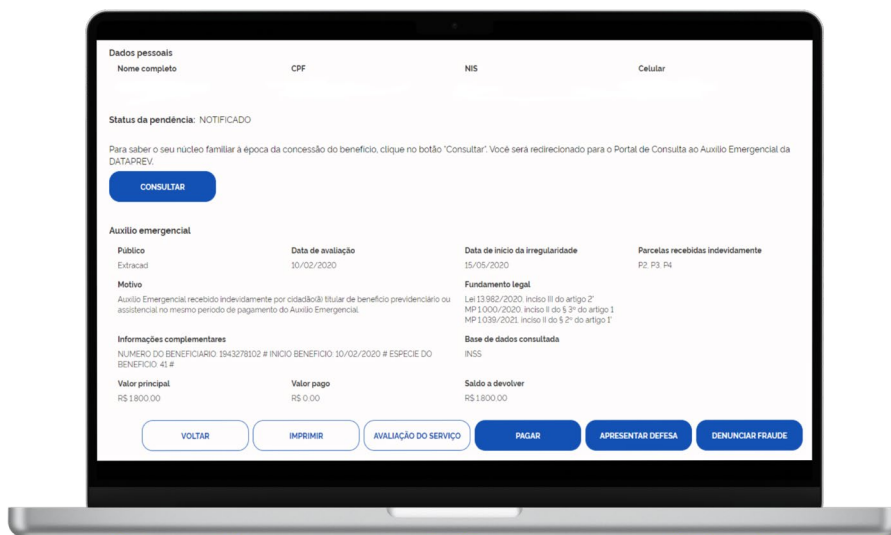 Dados pessoais
Nome completo CPF NIS Celular
Status da pendência: NOTIFICADO
Para saber o seu núcleo familiar à época da concessão do benefício, clique no botão "Consultar". Você será redirecionado para o Portal de Consulta ao Auxílio Emergencial da
DATAPREV.
CONSULTAR
Auxílio emergencial
Público Data de avaliação Data de início da irregularidade Parcelas recebidas indevidamente
Extracad 10/02/2020 15/05/2020 P2, P3, P4
Motivo Fundamento legal
Auxílio Emergencial recebido indevidamente por cidadão(ã) titular de benefício previdenciário ou
assistencial no mesmo período de pagamento do Auxílio Emergencial.
Lei 13.982/2020, inciso III do artigo 2º
MP 1.000/2020, inciso II do § 3º do artigo 1
MP 1.039/2021, inciso II do § 2º do artigo 1º
Informações complementares Base de dados consultada
NUMERO DO BENEFICIARIO: 1943278102 # INICIO BENEFICIO: 10/02/2020 # ESPECIE DO
BENEFICIO: 41 #
INSS
Valor principal Valor pago Saldo a devolver
R$ 1800.00 R$ 0.00 R$ 1800.00
VOLTAR IMPRIMIR AVALIAÇÃO DO SERVIÇO PAGAR APRESENTAR DEFESA DENUNCIAR FRAUDE